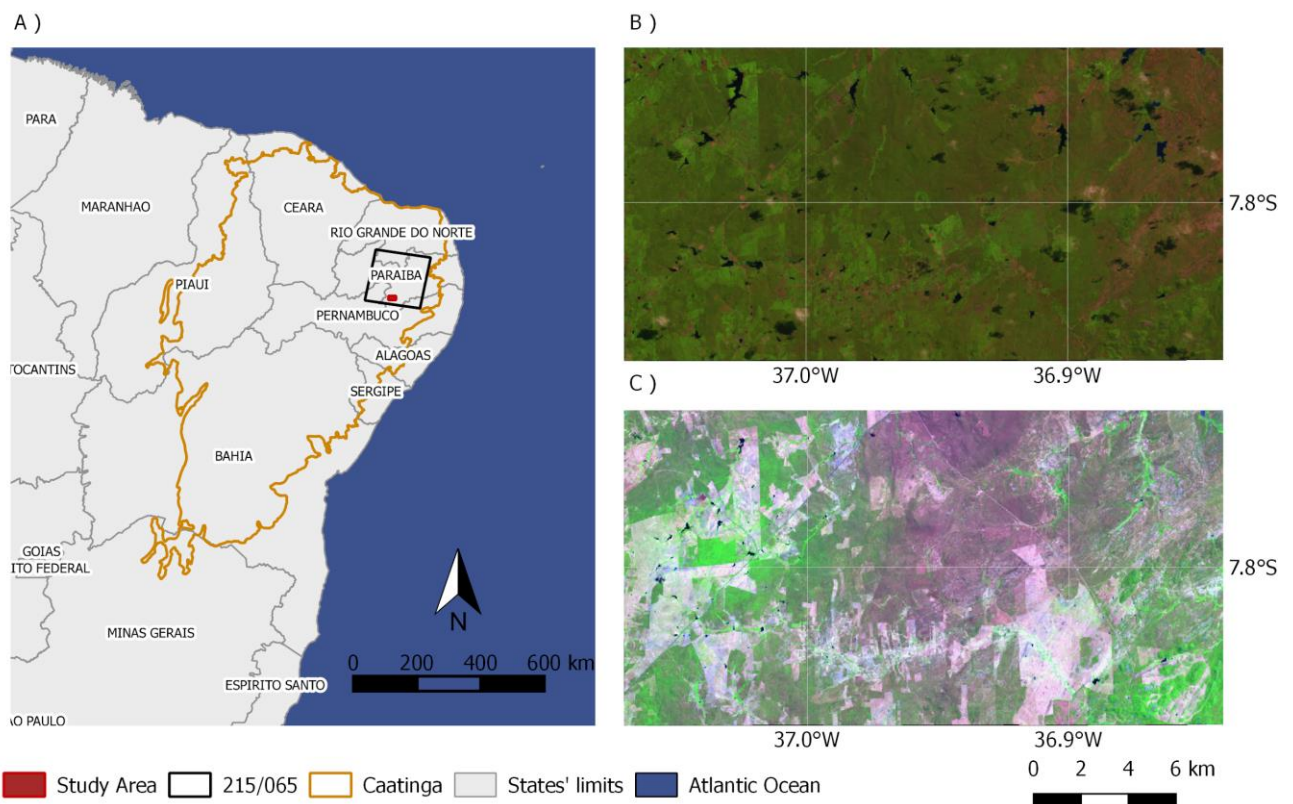 A )
PARA
MARANHAO
CEARA
RIO GRANDE DO NORTE
PARAIBA
PIAUI
PERNAMBUCO
ALAGOAS
TOCANTINS
SERGIPE
BAHIA
GOIAS
ITO FEDERAL
MINAS GERAIS
ESPIRITO SANTO
AO PAULO
N
0 200 400 600 km
B )
7.8°S
37.0°W 36.9°W
C )
7.8°S
37.0°W 36.9°W
Study Area 215/065 Caatinga States' limits Atlantic Ocean
0 2 4 6 km